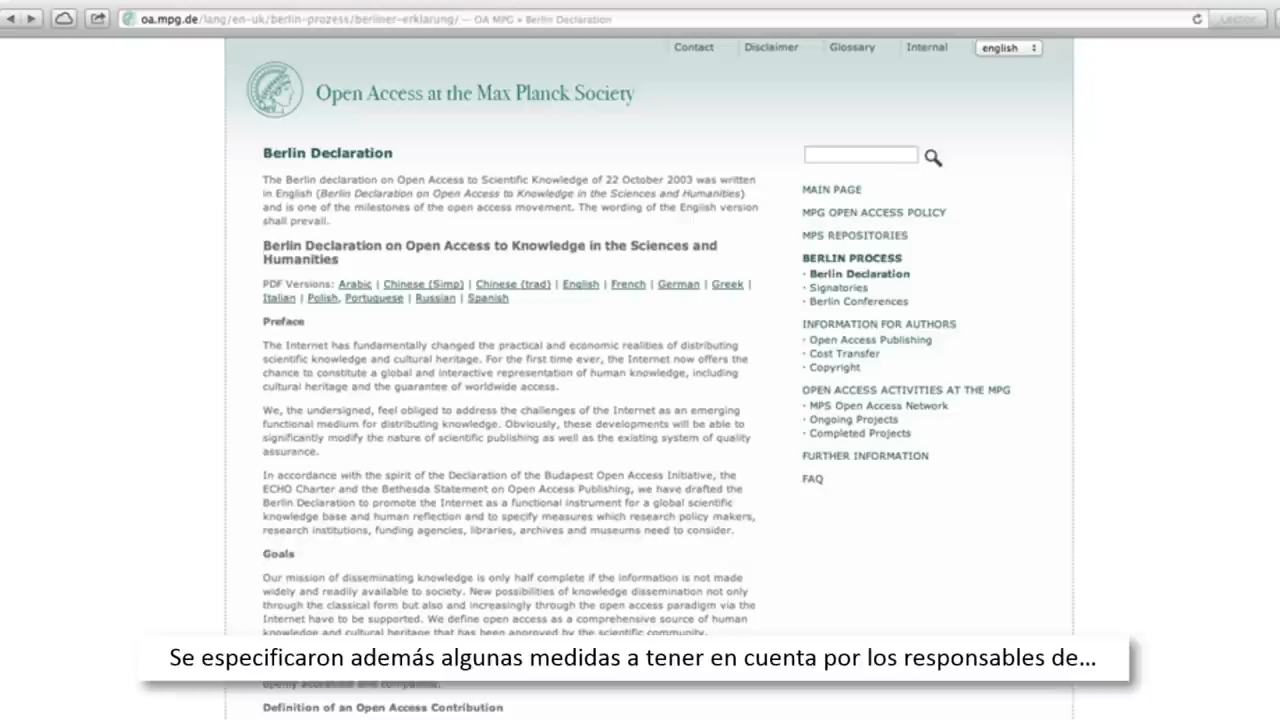 oa.mpg.de/lang/en-uk/berlin-prozess/berliner-erklarung/ — OA MPG » Berlin Declaration
Lector
Contact Disclaimer Glossary Internal english
Open Access at the Max Planck Society
Berlin Declaration
The Berlin declaration on Open Access to Scientific Knowledge of 22 October 2003 was written
in English (Berlin Declaration on Open Access to Knowledge in the Sciences and Humanities)
and is one of the milestones of the open access movement. The wording of the English version
shall prevail.
Berlin Declaration on Open Access to Knowledge in the Sciences and
Humanities
PDF Versions: Arabic | Chinese (Simp) | Chinese (trad) | English | French | German | Greek |
Italian | Polish, Portuguese | Russian | Spanish
Preface
The Internet has fundamentally changed the practical and economic realities of distributing
scientific knowledge and cultural heritage. For the first time ever, the Internet now offers the
chance to constitute a global and interactive representation of human knowledge, including
cultural heritage and the guarantee of worldwide access.
We, the undersigned, feel obliged to address the challenges of the Internet as an emerging
functional medium for distributing knowledge. Obviously, these developments will be able to
significantly modify the nature of scientific publishing as well as the existing system of quality
assurance.
In accordance with the spirit of the Declaration of the Budapest Open Access Initiative, the
ECHO Charter and the Bethesda Statement on Open Access Publishing, we have drafted the
Berlin Declaration to promote the Internet as a functional instrument for a global scientific
knowledge base and human reflection and to specify measures which research policy makers,
research institutions, funding agencies, libraries, archives and museums need to consider.
Goals
Our mission of disseminating knowledge is only half complete if the information is not made
widely and readily available to society. New possibilities of knowledge dissemination not only
through the classical form but also and increasingly through the open access paradigm via the
Internet have to be supported. We define open access as a comprehensive source of human
knowledge and cultural heritage that has been approved by the scientific community.
Definition of an Open Access Contribution
MAIN PAGE
MPG OPEN ACCESS POLICY
MPS REPOSITORIES
BERLIN PROCESS
· Berlin Declaration
· Signatories
· Berlin Conferences
INFORMATION FOR AUTHORS
· Open Access Publishing
· Cost Transfer
· Copyright
OPEN ACCESS ACTIVITIES AT THE MPG
· MPS Open Access Network
· Ongoing Projects
· Completed Projects
FURTHER INFORMATION
FAQ
Se especificaron además algunas medidas a tener en cuenta por los responsables de...